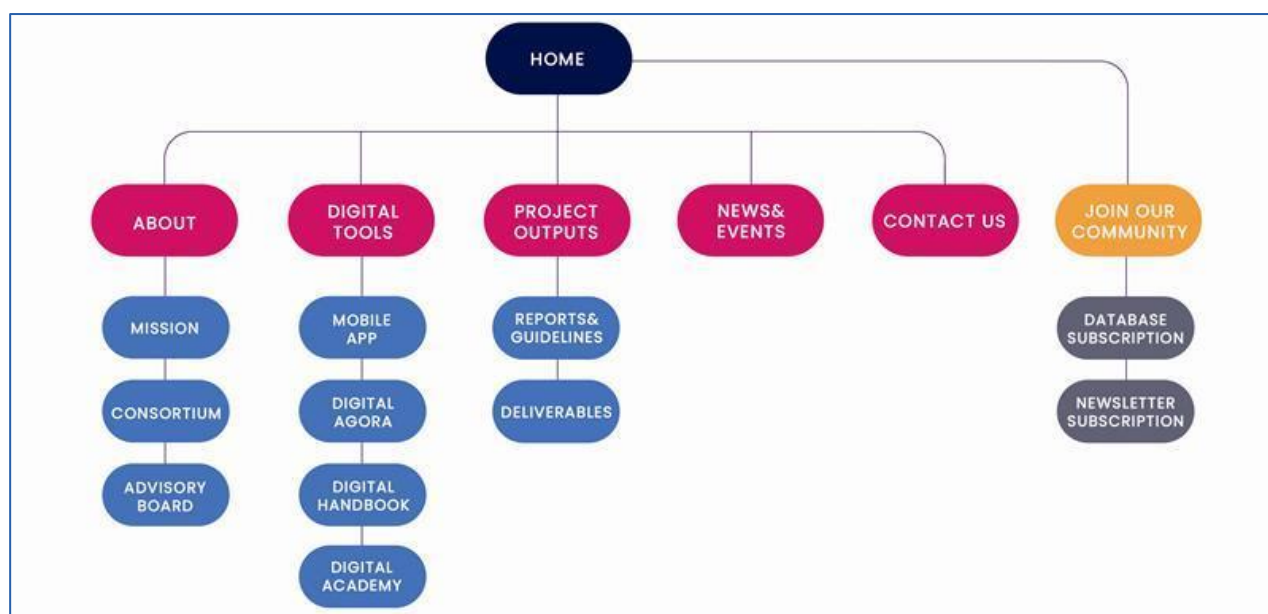 HOME
ABOUT
DIGITAL
TOOLS
PROJECT
OUTPUTS
NEWS&
EVENTS
CONTACT US
JOIN OUR
COMMUNITY
MISSION
CONSORTIUM
ADVISORY
BOARD
MOBILE
APP
DIGITAL
AGORA
DIGITAL
HANDBOOK
DIGITAL
ACADEMY
REPORTS&
GUIDELINES
DELIVERABLES
DATABASE
SUBSCRIPTION
NEWSLETTER
SUBSCRIPTION